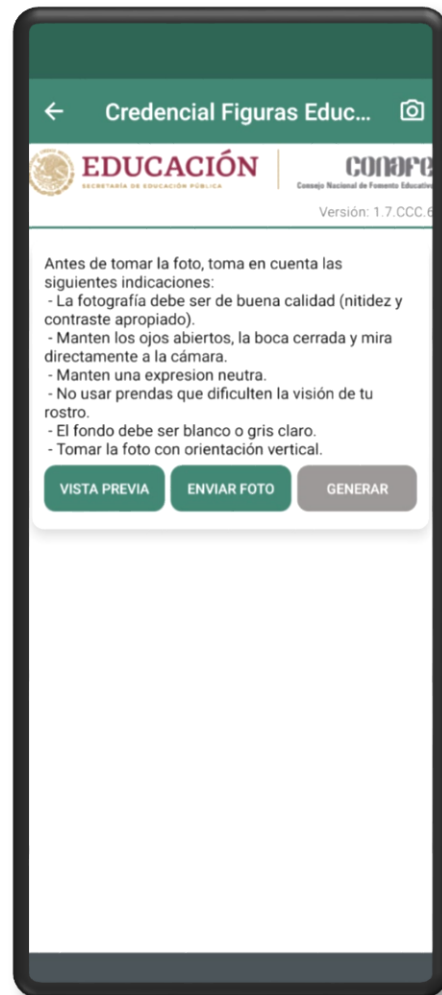 Credencial Figuras Educ...
EDUCACIÓN
SECRETARÍA DE EDUCACIÓN PÚBLICA
CONAFE
Consejo Nacional de Fomento Educativo
Versión: 1.7.CCC.6
Antes de tomar la foto, toma en cuenta las
siguientes indicaciones:
- La fotografía debe ser de buena calidad (nitidez y
contraste apropiado).
- Manten los ojos abiertos, la boca cerrada y mira
directamente a la cámara.
- Manten una expresion neutra.
- No usar prendas que dificulten la visión de tu
rostro.
- El fondo debe ser blanco o gris claro.
- Tomar la foto con orientación vertical.
VISTA PREVIA ENVIAR FOTO GENERAR